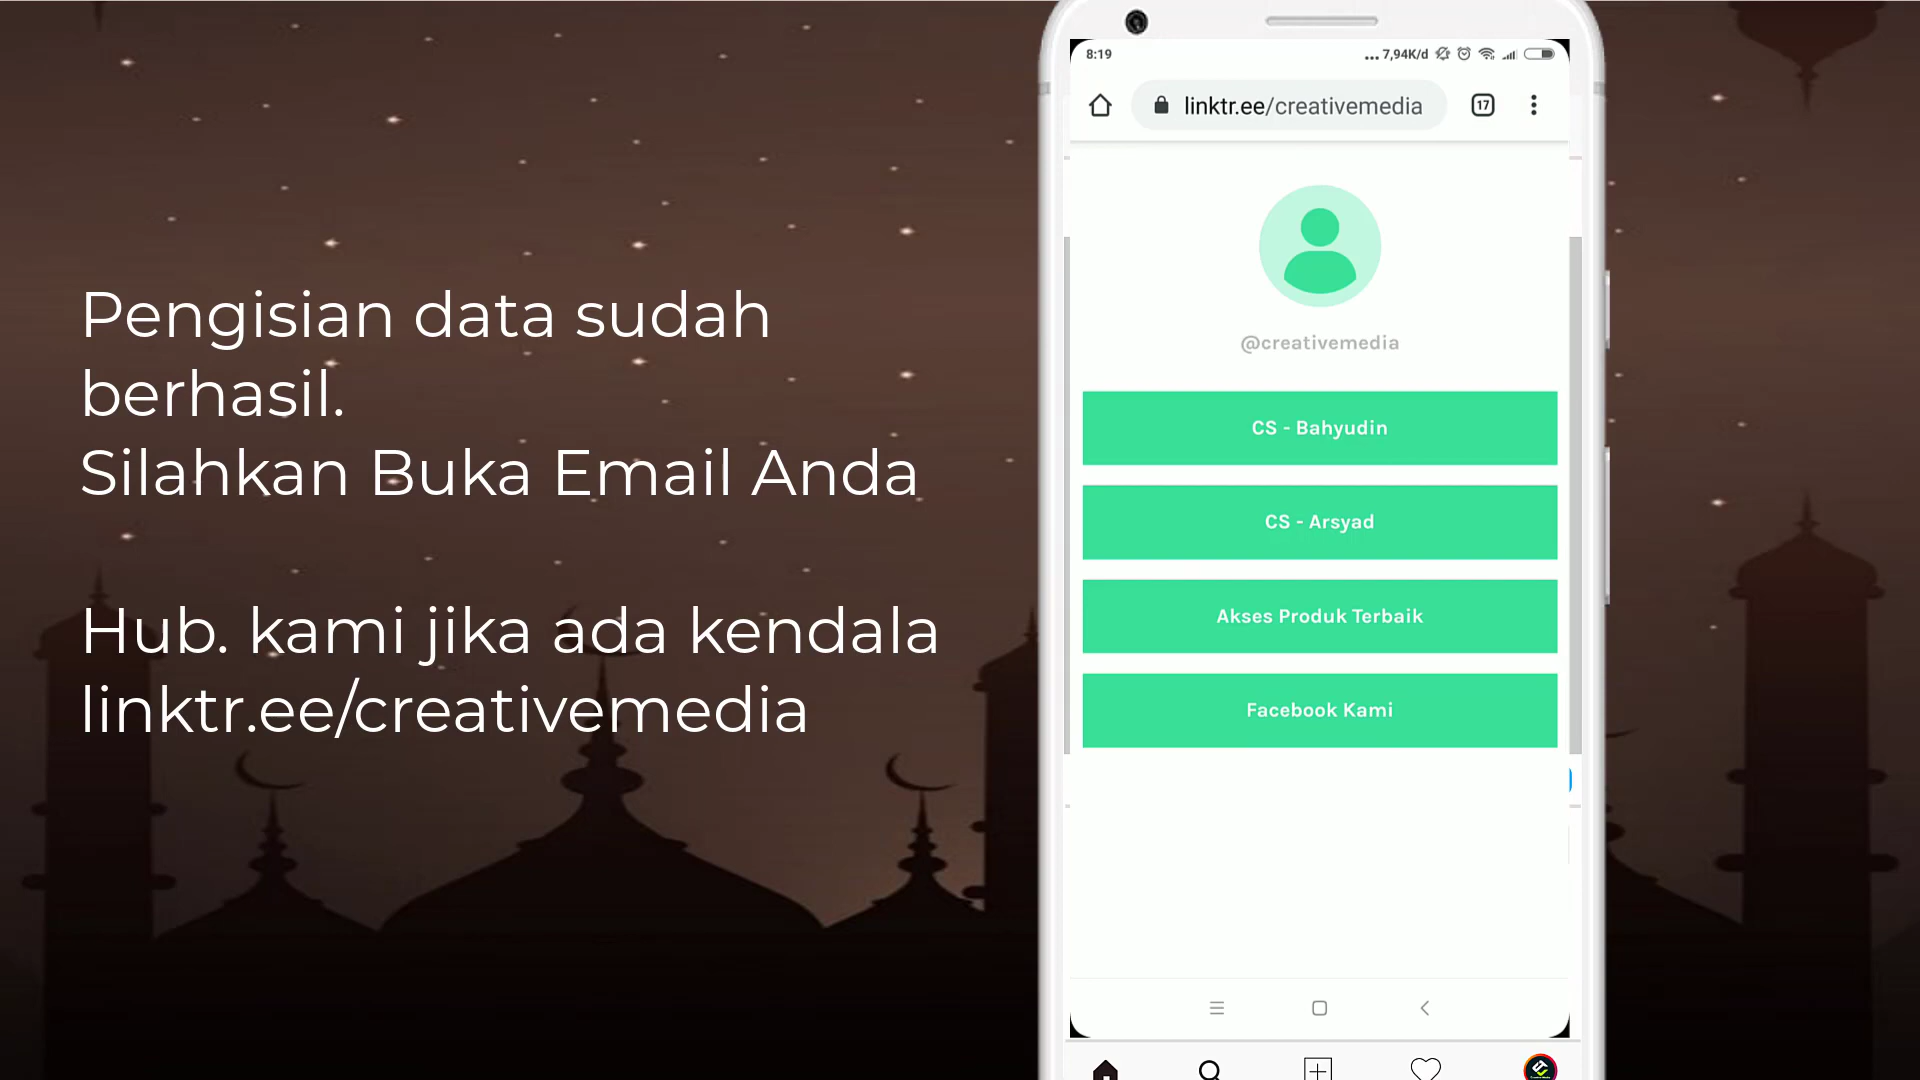 Pengisian data sudah
berhasil.
Silahkan Buka Email Anda
Hub. kami jika ada kendala
linktr.ee/creativemedia
8:19
... 7,94K/d
linktr.ee/creativemedia
17
@creativemedia
CS - Bahyudin
CS - Arsyad
Akses Produk Terbaik
Facebook Kami